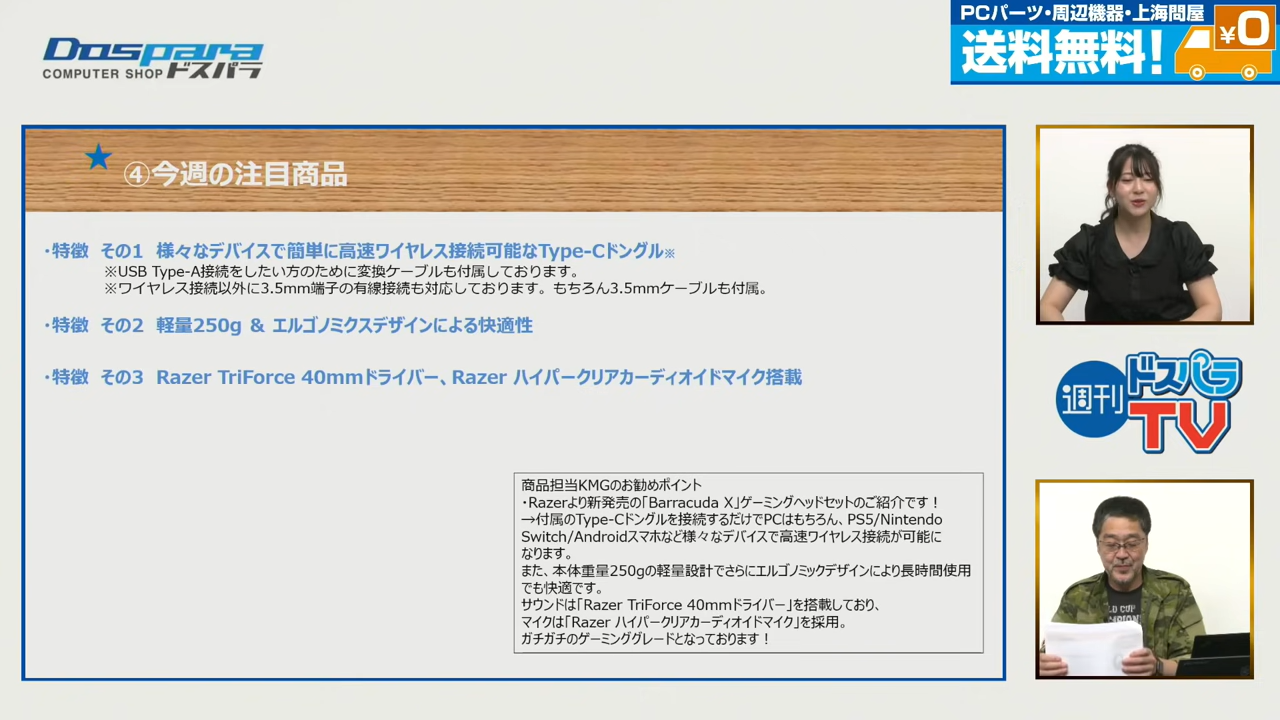 Dospara
COMPUTER SHOP ドスパラ
PCパーツ・周辺機器・上海問屋
送料無料!
¥0
④今週の注目商品
・特徴 その1 様々なデバイスで簡単に高速ワイヤレス接続可能なType-Cドングル※
※USB Type-A接続をしたい方のために変換ケーブルも付属しております。
※ワイヤレス接続以外に3.5mm端子の有線接続も対応しております。もちろん3.5mmケーブルも付属。
・特徴 その2 軽量250g & エルゴノミクスデザインによる快適性
・特徴 その3 Razer TriForce 40mmドライバー、Razer ハイパークリアカーディオイドマイク搭載
商品担当KMGのお勧めポイント
・Razerより新発売の「Barracuda X」ゲーミングヘッドセットのご紹介です!
→付属のType-Cドングルを接続するだけでPCはもちろん、PS5/Nintendo
Switch/Androidスマホなど様々なデバイスで高速ワイヤレス接続が可能に
なります。
また、本体重量250gの軽量設計でさらにエルゴノミックデザインにより長時間使用
でも快適です。
サウンドは「Razer TriForce 40mmドライバー」を搭載しており、
マイクは「Razer ハイパークリアカーディオイドマイク」を採用。
ガチガチのゲーミンググレードとなっております!
週刊
ドスパラ
TV